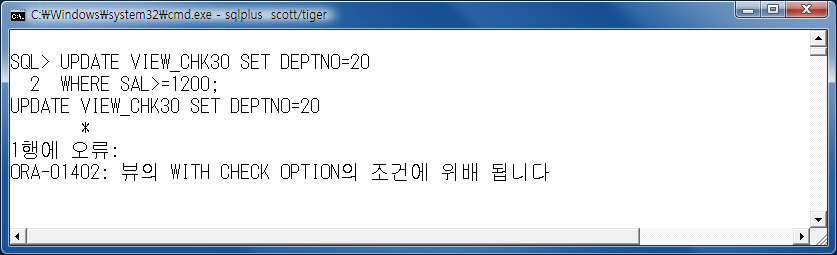 C:\Windows\system32\cmd.exe - sqlplus scott/tiger
SQL> UPDATE VIEW_CHK30 SET DEPTNO=20
2 WHERE SAL>=1200;
UPDATE VIEW_CHK30 SET DEPTNO=20
*
1행에 오류:
ORA-01402: 뷰의 WITH CHECK OPTION의 조건에 위배 됩니다